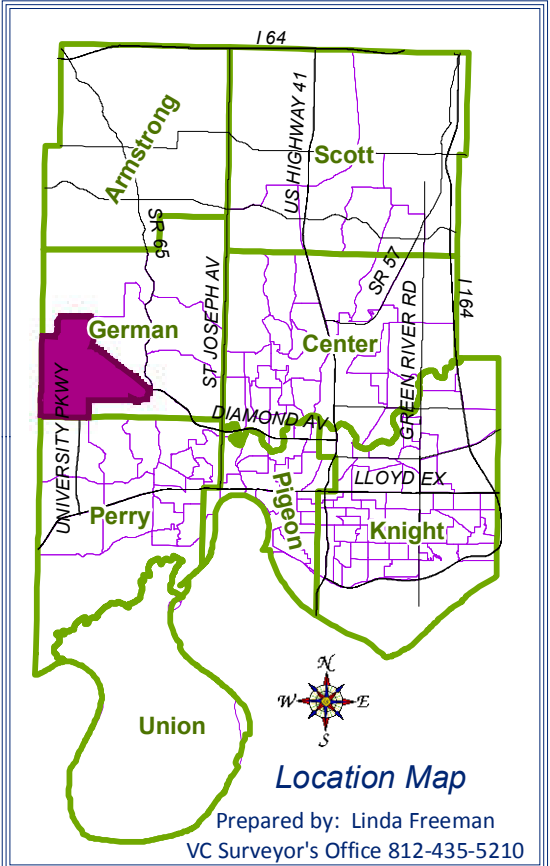 I 64
Armstrong
US HIGHWAY 41
Scott
SR 65
ST JOSEPH AV
SR 57
I 164
German
Center
GREEN RIVER RD
UNIVERSITY PKWY
DIAMOND AV
LLOYD EX
Perry
Pigeon
Knight
N
W
E
S
Union
Location Map
Prepared by: Linda Freeman
VC Surveyor's Office 812-435-5210